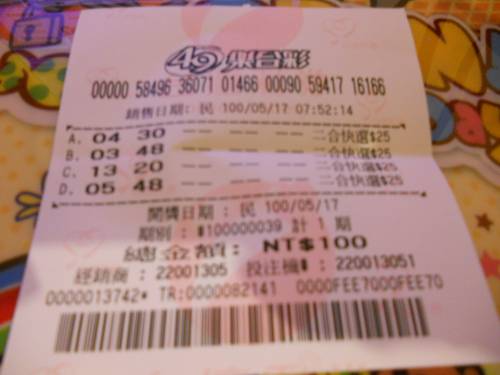 49樂合彩
00000 58496 36071 01466 00090 59417 16166
銷售日期: 民 100/05/17 07:52:14
A. 04 30 -- -- -- -- 二合快選$25
B. 03 48 -- -- -- -- 二合快選$25
C. 13 20 -- -- -- -- 二合快選$25
D. 05 48 -- -- -- -- 二合快選$25
開獎日期 : 民 100/05/17
期別 : #100000039 計 1 期
總金額: NT$100
經銷商 : 22001305 投注機# : 220013051
0000013742* TR:0000082141 0000FEE7000FEE70